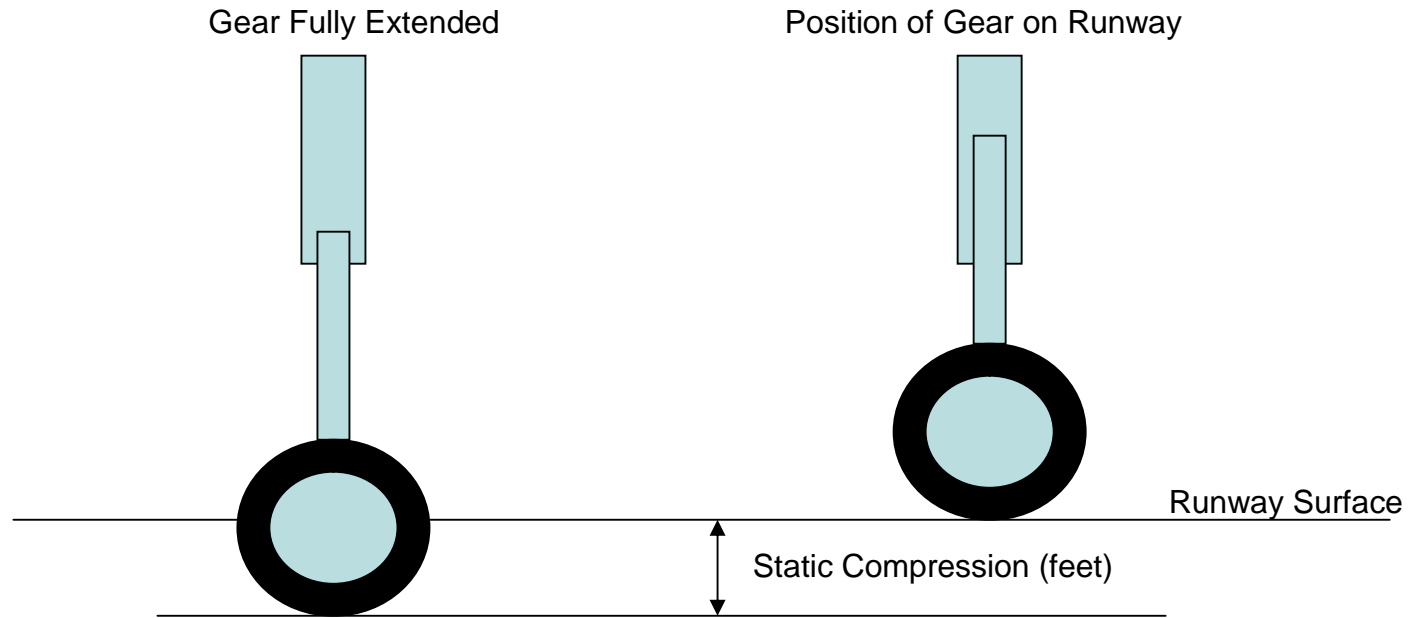 Gear Fully Extended
Position of Gear on Runway
Runway Surface
Static Compression (feet)